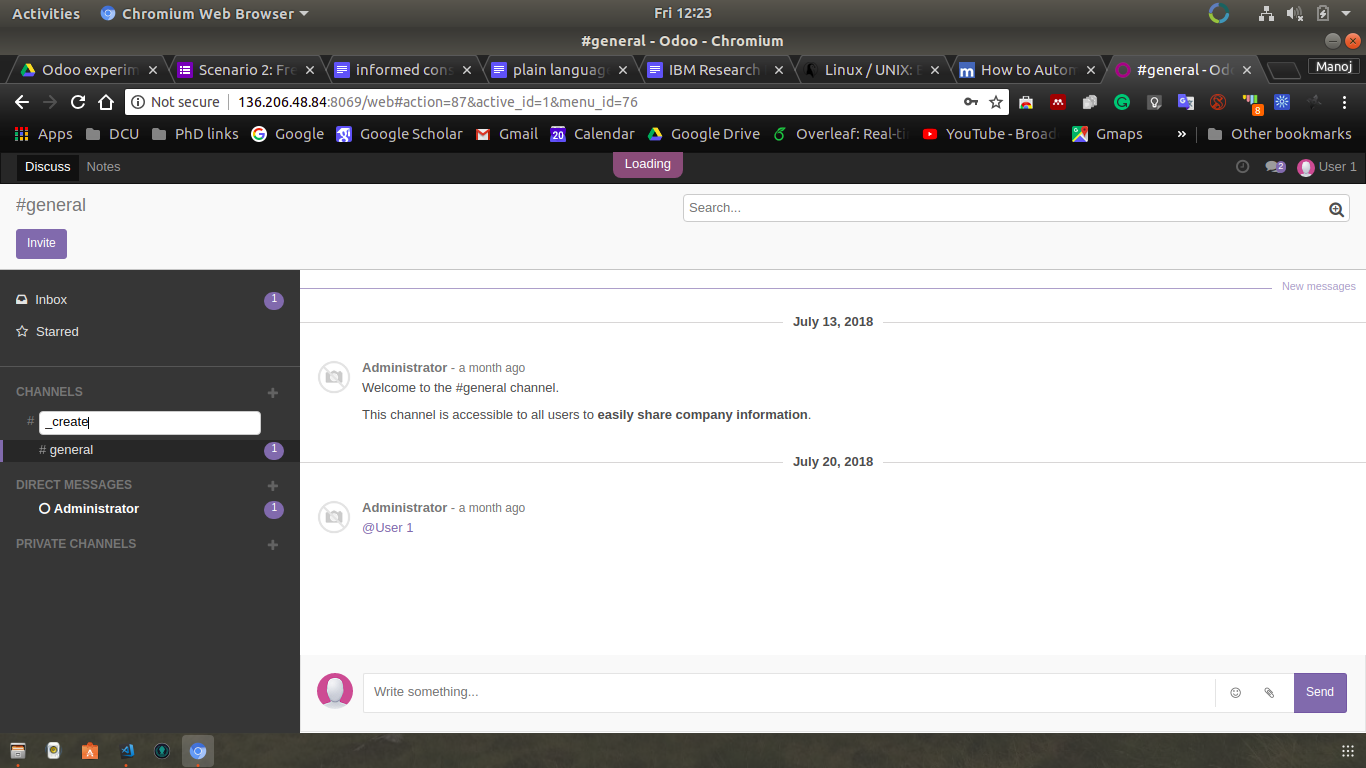 Activities Chromium Web Browser Fri 12:23
#general - Odoo - Chromium
Odoo experim Scenario 2: Fre informed cons plain language IBM Research Linux / UNIX: How to Autom #general - Odo Manoj
Not secure 136.206.48.84:8069/web#action=87&active_id=1&menu_id=76 8
Apps DCU PhD links Google Google Scholar Gmail 20 Calendar Google Drive Overleaf: Real-ti YouTube - Broad Gmaps » Other bookmarks
Discuss Notes Loading 2 User 1
#general Search...
Invite
Inbox 1
New messages
Starred
July 13, 2018
Administrator - a month ago
Welcome to the #general channel.
This channel is accessible to all users to easily share company information.
CHANNELS +
# _create
# general 1
July 20, 2018
DIRECT MESSAGES +
Administrator 1
Administrator - a month ago
@User 1
PRIVATE CHANNELS +
Write something... Send